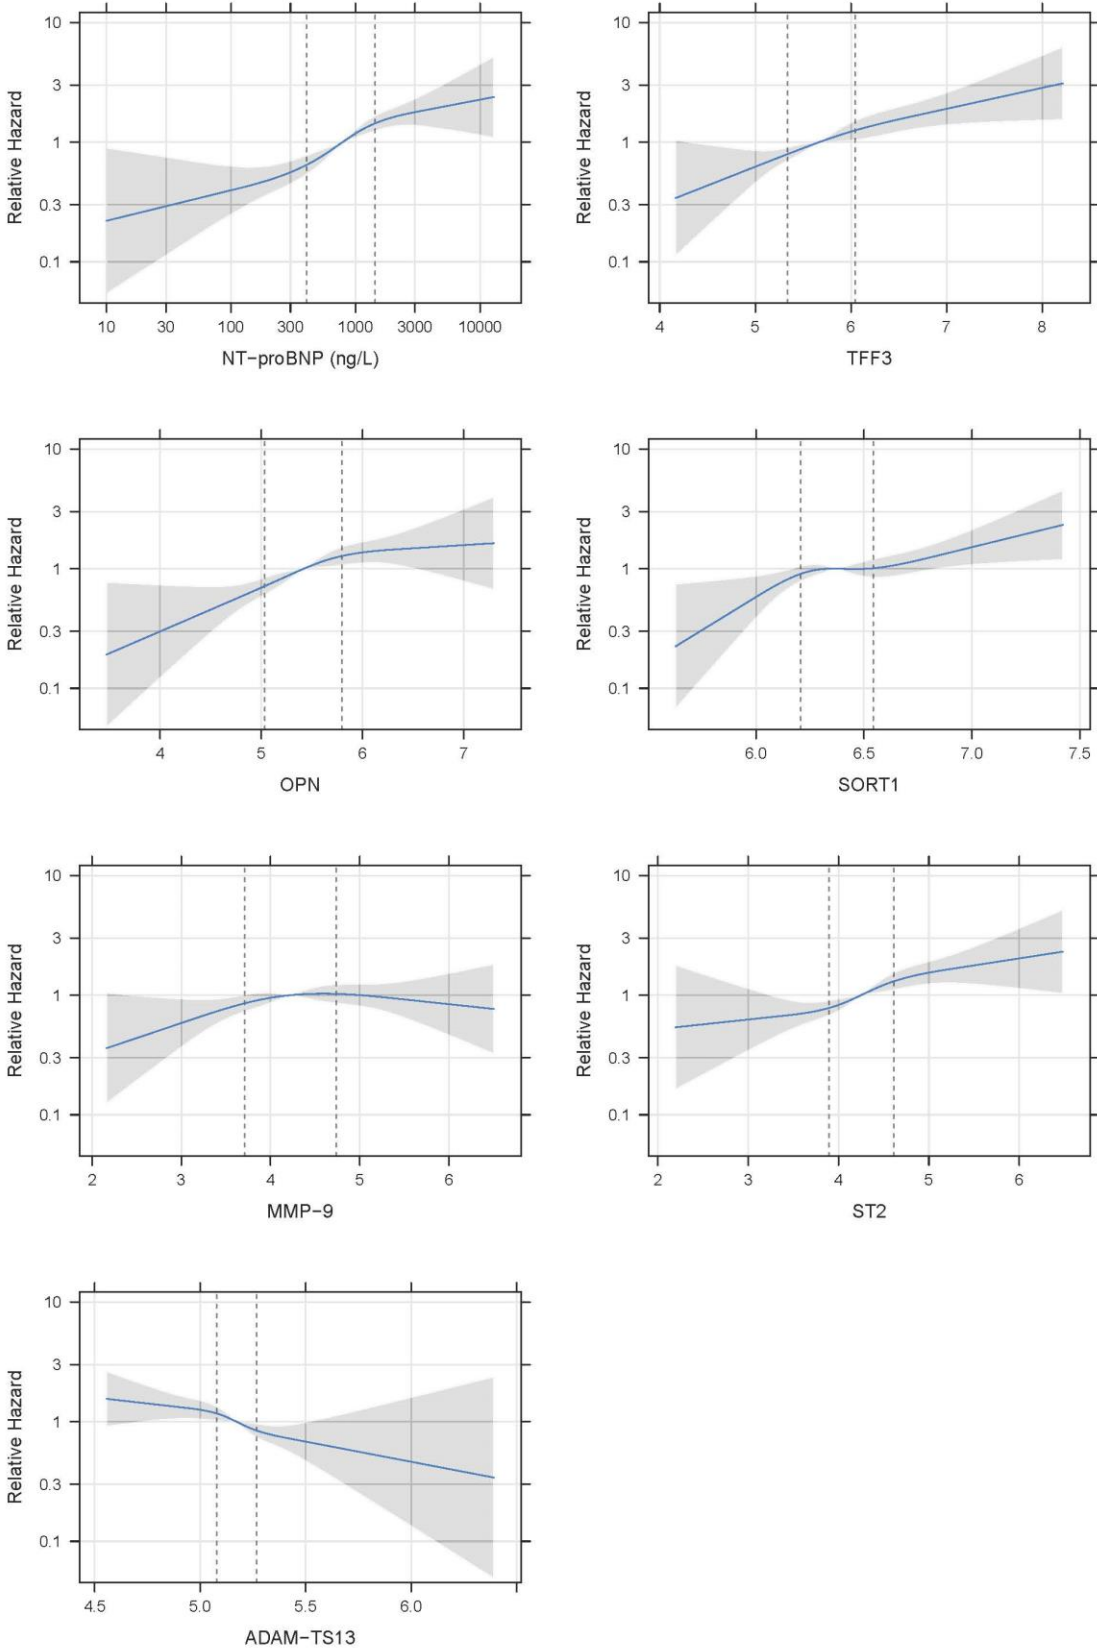 10
3
1
0.3
0.1
Relative Hazard
10 30 100 300 1000 3000 10000
NT-proBNP (ng/L)
10
3
1
0.3
0.1
Relative Hazard
4 5 6 7 8
TFF3
10
3
1
0.3
0.1
Relative Hazard
4 5 6 7
OPN
10
3
1
0.3
0.1
Relative Hazard
6.0 6.5 7.0 7.5
SORT1
10
3
1
0.3
0.1
Relative Hazard
2 3 4 5 6
MMP-9
10
3
1
0.3
0.1
Relative Hazard
2 3 4 5 6
ST2
10
3
1
0.3
0.1
Relative Hazard
4.5 5.0 5.5 6.0
ADAM-TS13